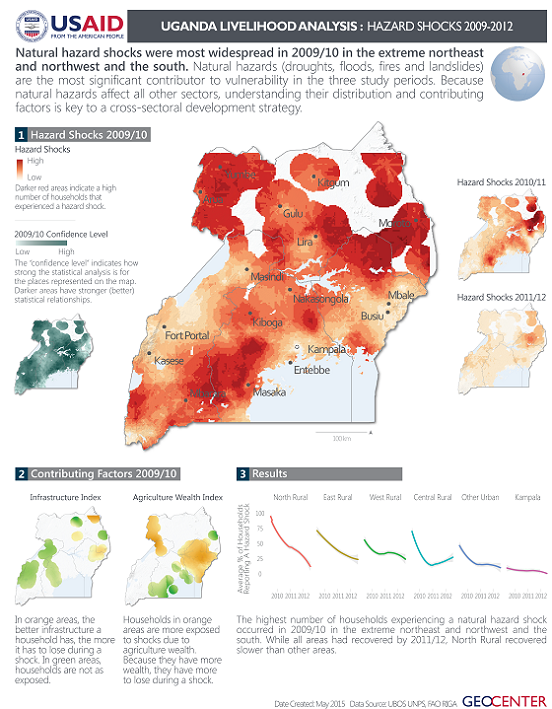 USAID
FROM THE AMERICAN PEOPLE
UGANDA LIVELIHOOD ANALYSIS : HAZARD SHOCKS 2009-2012
Natural hazard shocks were most widespread in 2009/10 in the extreme northeast
and northwest and the south. Natural hazards (droughts, floods, fires and landslides)
are the most significant contributor to vulnerability in the three study periods. Because
natural hazards affect all other sectors, understanding their distribution and contributing
factors is key to a cross-sectoral development strategy.
1 Hazard Shocks 2009/10
Hazard Shocks
High
Low
Darker red areas indicate a high
number of households that
experienced a hazard shock.
2009/10 Confidence Level
Low High
The "confidence level" indicates how
strong the statistical analysis is for
the places represented on the map.
Darker areas have stronger (better)
statistical relationships.
Kitgum
Gulu
Lira
Masindi
Nakasongola
Mbale
Busiu
Kiboga
Fort Portal
Kampala
Kasese
Entebbe
Masaka
100 km
Hazard Shocks 2010/11
Hazard Shocks 2011/12
2 Contributing Factors 2009/10
Infrastructure Index
Agriculture Wealth Index
In orange areas, the
better infrastructure a
household has, the more
it has to lose during a
shock. In green areas,
households are not as
exposed.
Households in orange
areas are more exposed
to shocks due to
agriculture wealth.
Because they have more
wealth, they have more
to lose during a shock.
3 Results
North Rural East Rural West Rural Central Rural Other Urban Kampala
Average % of Households
Reporting A Hazard Shock
100
75
50
25
0
2010 2011 2012 2010 2011 2012 2010 2011 2012 2010 2011 2012 2010 2011 2012 2010 2011 2012
The highest number of households experiencing a natural hazard shock
occurred in 2009/10 in the extreme northeast and northwest and the
south. While all areas had recovered by 2011/12, North Rural recovered
slower than other areas.
Date Created: May 2015 Data Source: UBOS UNPS, FAO RIGA GEOCENTER